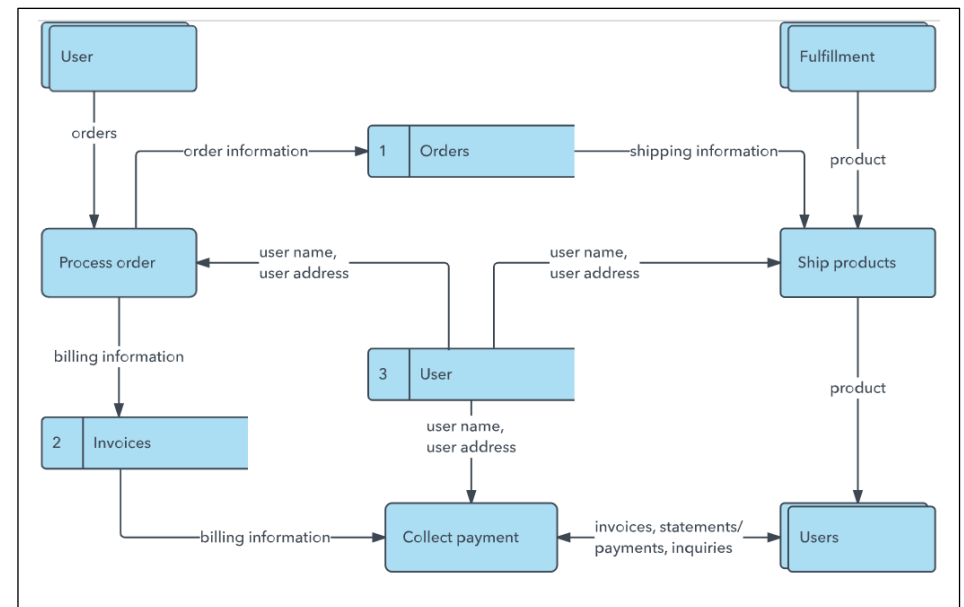 User
Fulfillment
orders
order information
1 Orders
shipping information
product
Process order
user name,
user address
user name,
user address
Ship products
billing information
3 User
product
2 Invoices
user name,
user address
billing information
Collect payment
invoices, statements/
payments, inquiries
Users